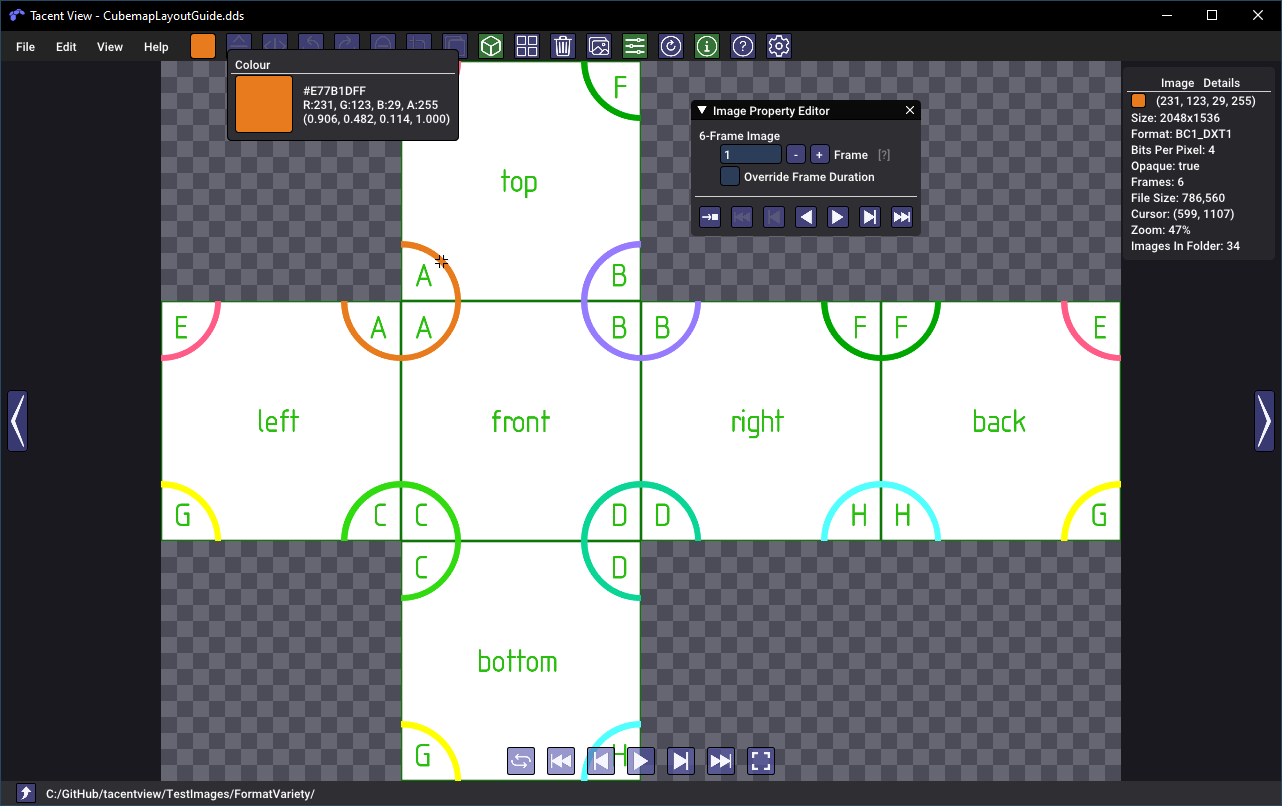 Tacent View - CubemapLayoutGuide.dds
File Edit View Help
Colour
#E77B1DFF
R:231, G:123, B:29, A:255
(0.906, 0.482, 0.114, 1.000)
Image Property Editor
6-Frame Image
1 - + Frame [?]
Override Frame Duration
Image Details
(231, 123, 29, 255)
Size: 2048x1536
Format: BC1_DXT1
Bits Per Pixel: 4
Opaque: true
Frames: 6
File Size: 786,560
Cursor: (599, 1107)
Zoom: 47%
Images In Folder: 34
F
top
A B
E A A B B F F E
left front right back
G C C D D H H G
C D
bottom
G H
C:/GitHub/tacentview/TestImages/FormatVariety/